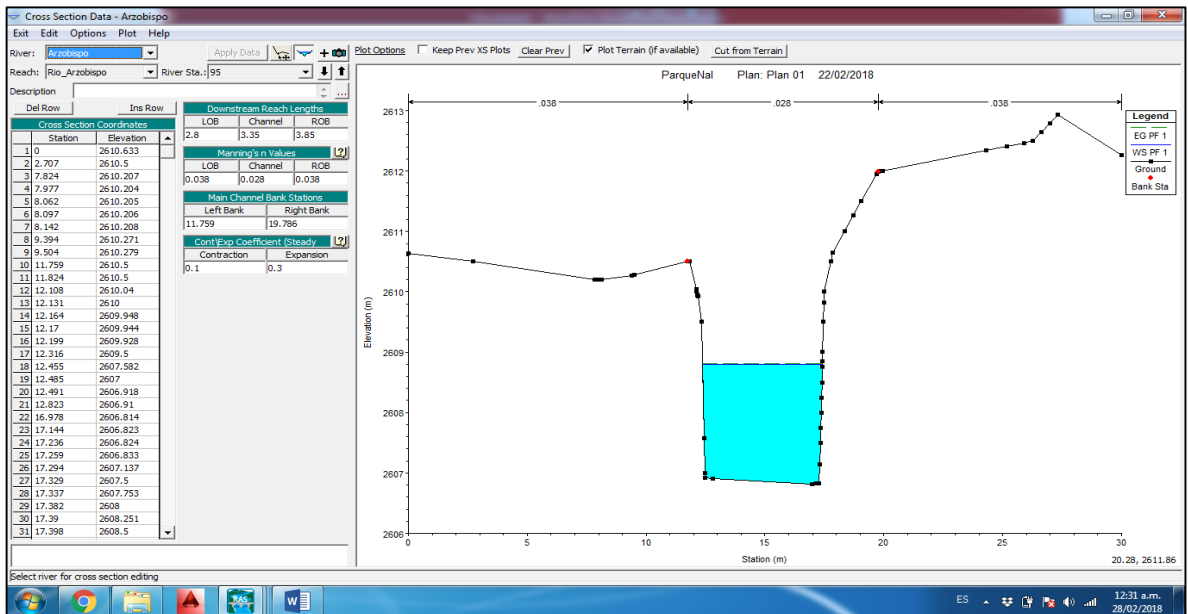 Cross Section Data - Arzobispo
Exit Edit Options Plot Help
River: Arzobispo Apply Data Plot Options Keep Prev XS Plots Clear Prev Plot Terrain (if available) Cut from Terrain
Reach: Rio_Arzobispo River Sta.: 95
Description ...
Del Row Ins Row
Cross Section Coordinates
Station Elevation
1 0 2610.633
2 2.707 2610.5
3 7.824 2610.207
4 7.977 2610.204
5 8.062 2610.205
6 8.097 2610.206
7 8.142 2610.208
8 9.394 2610.271
9 9.504 2610.279
10 11.759 2610.5
11 11.824 2610.5
12 12.108 2610.04
13 12.131 2610
14 12.164 2609.948
15 12.17 2609.944
16 12.199 2609.928
17 12.316 2609.5
18 12.455 2607.582
19 12.485 2607
20 12.491 2606.918
21 12.823 2606.91
22 16.978 2606.814
23 17.144 2606.823
24 17.236 2606.824
25 17.259 2606.833
26 17.294 2607.137
27 17.329 2607.5
28 17.337 2607.753
29 17.382 2608
30 17.39 2608.251
31 17.398 2608.5
Downstream Reach Lengths
LOB Channel ROB
2.8 3.35 3.85
Manning's n Values
LOB Channel ROB
0.038 0.028 0.038
Main Channel Bank Stations
Left Bank Right Bank
11.759 19.786
Cont\Exp Coefficient (Steady
Contraction Expansion
0.1 0.3
ParqueNal Plan: Plan 01 22/02/2018
.038 .028 .038
Legend
EG PF 1
WS PF 1
Ground
Bank Sta
2613
2612
2611
2610
2609
2608
2607
2606
Elevation (m)
0 5 10 15 20 25 30
Station (m)
20.28, 2611.86
Select river for cross section editing
RAS
W
ES 12:31 a.m.
28/02/2018